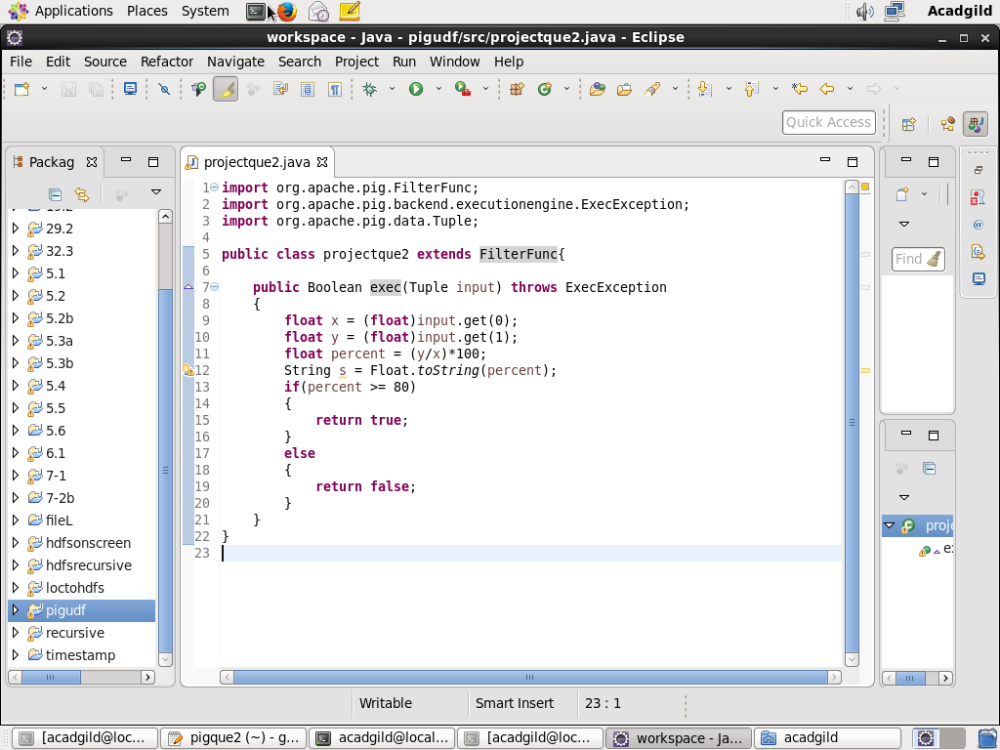 Applications Places System Acadgild
workspace - Java - pigudf/src/projectque2.java - Eclipse
File Edit Source Refactor Navigate Search Project Run Window Help
Quick Access
Packag
projectque2.java
29.2
32.3
5.1
5.2
5.2b
5.3a
5.3b
5.4
5.5
5.6
6.1
7-1
7-2b
fileL
hdfsonscreen
hdfsrecursive
loctohdfs
pigudf
recursive
timestamp
1 import org.apache.pig.FilterFunc;
2 import org.apache.pig.backend.executionengine.ExecException;
3 import org.apache.pig.data.Tuple;
4
5 public class projectque2 extends FilterFunc{
6
7     public Boolean exec(Tuple input) throws ExecException
8     {
9         float x = (float)input.get(0);
10         float y = (float)input.get(1);
11         float percent = (y/x)*100;
12         String s = Float.toString(percent);
13         if(percent >= 80)
14         {
15             return true;
16         }
17         else
18         {
19             return false;
20         }
21     }
22 }
23
Find
proje
Writable Smart Insert 23 : 1
[acadgild@loc... pigque2 (~) - g... acadgild@local... [acadgild@loc... workspace - Ja... acadgild